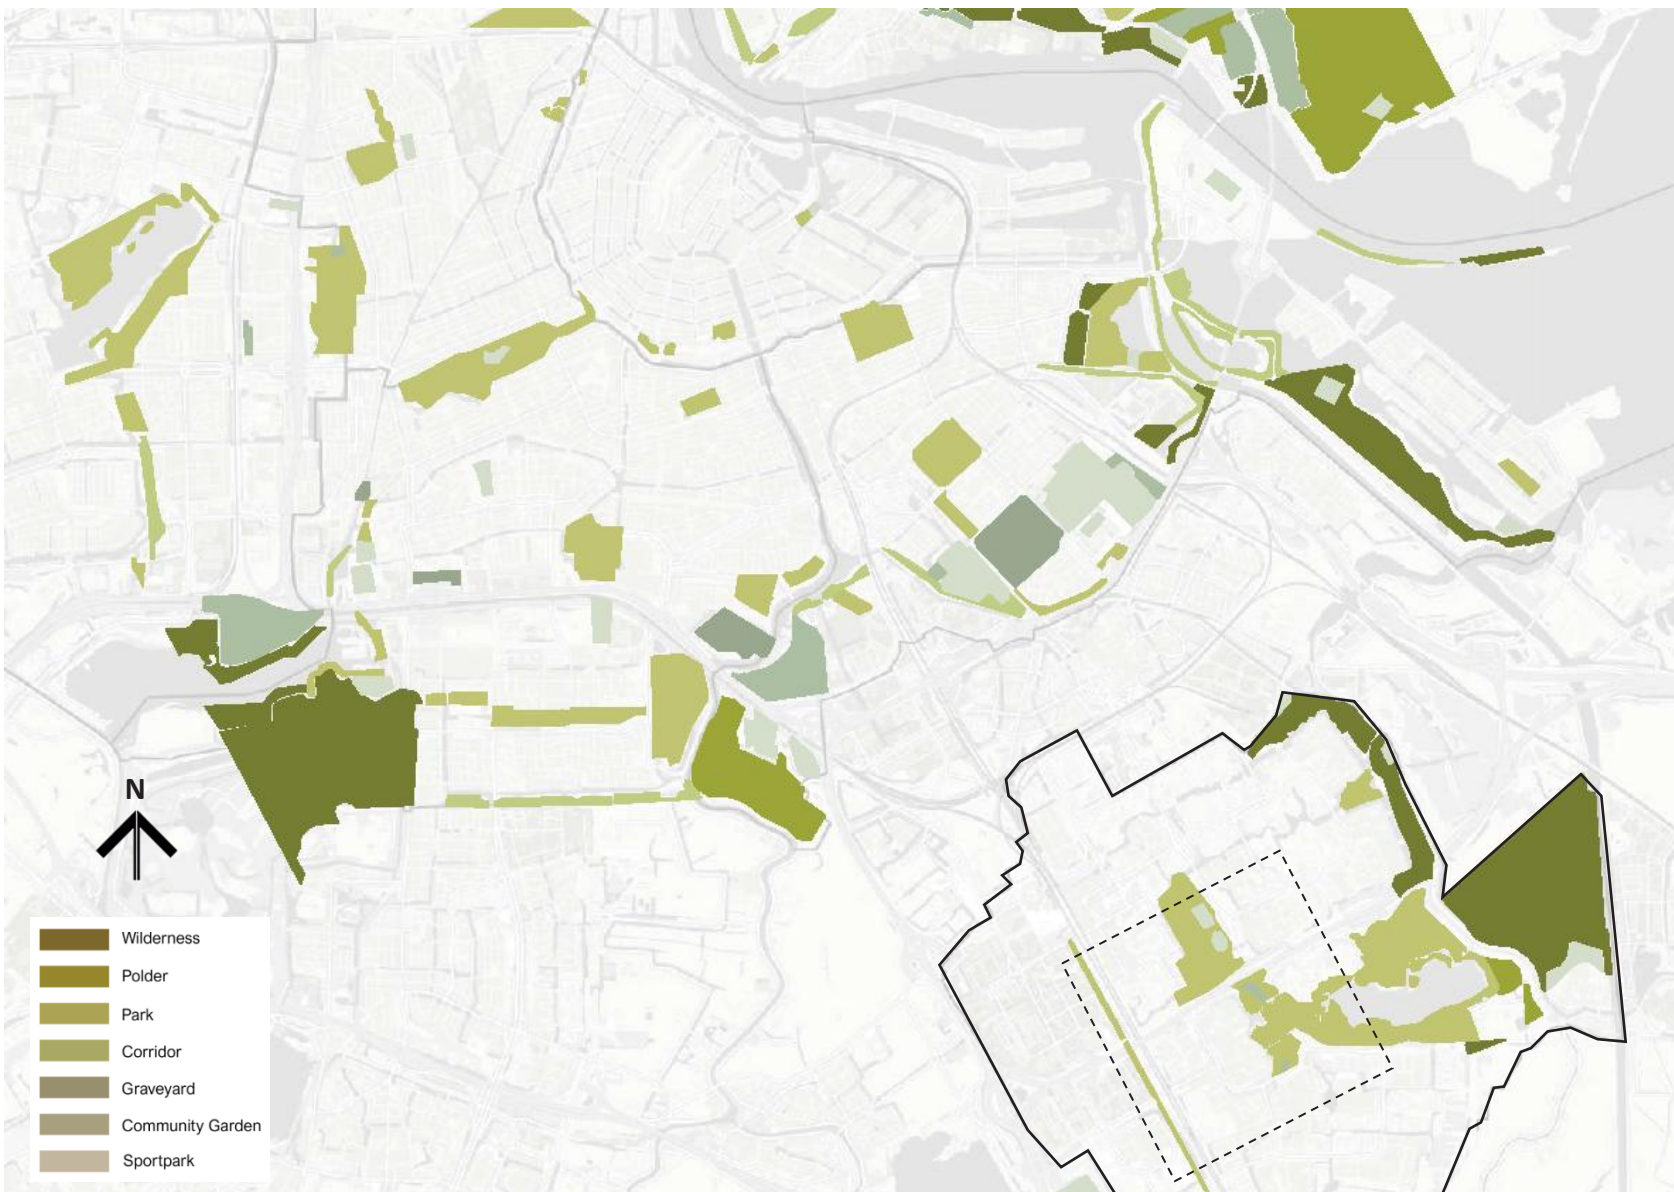 N
Wilderness
Polder
Park
Corridor
Graveyard
Community Garden
Sportpark